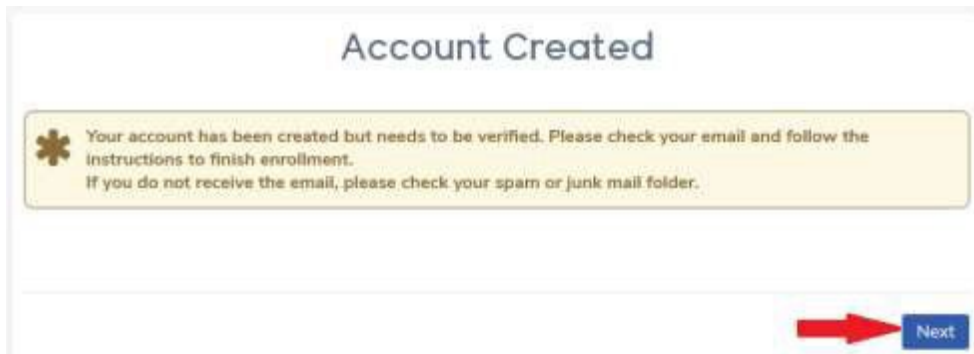 Account Created
Your account has been created but needs to be verified. Please check your email and follow the
instructions to finish enrollment.
If you do not receive the email, please check your spam or junk mail folder.
Next